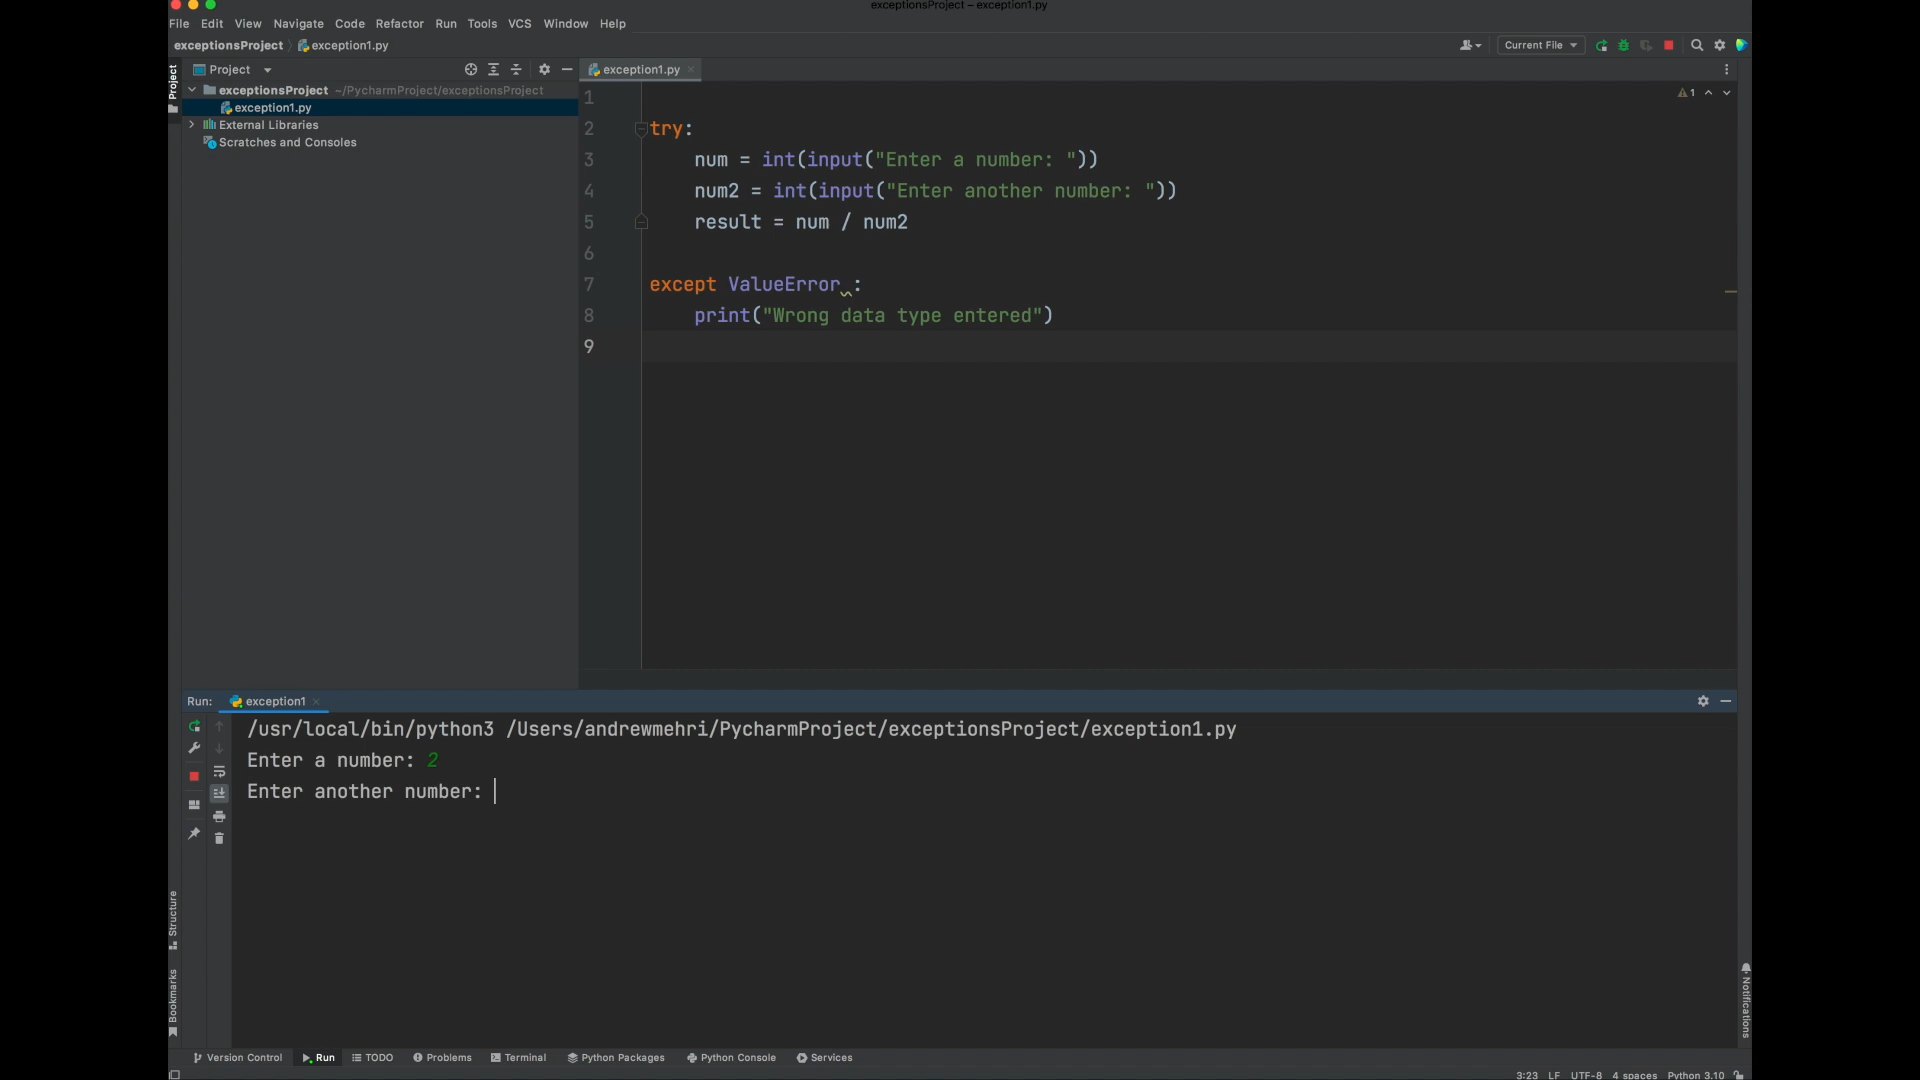 exceptionsProject – exception1.py
File Edit View Navigate Code Refactor Run Tools VCS Window Help
exceptionsProject exception1.py
Current File
Project
Project
exception1.py
exceptionsProject ~/PycharmProject/exceptionsProject
exception1.py
External Libraries
Scratches and Consoles
1
1
2 try:
3 num = int(input("Enter a number: "))
4 num2 = int(input("Enter another number: "))
5 result = num / num2
6
7 except ValueError :
8 print("Wrong data type entered")
9
Run: exception1
/usr/local/bin/python3 /Users/andrewmehri/PycharmProject/exceptionsProject/exception1.py
Enter a number: 2
Enter another number:
Structure
Bookmarks
Notifications
Version Control Run TODO Problems Terminal Python Packages Python Console Services
3:23 LF UTF-8 4 spaces Python 3.10